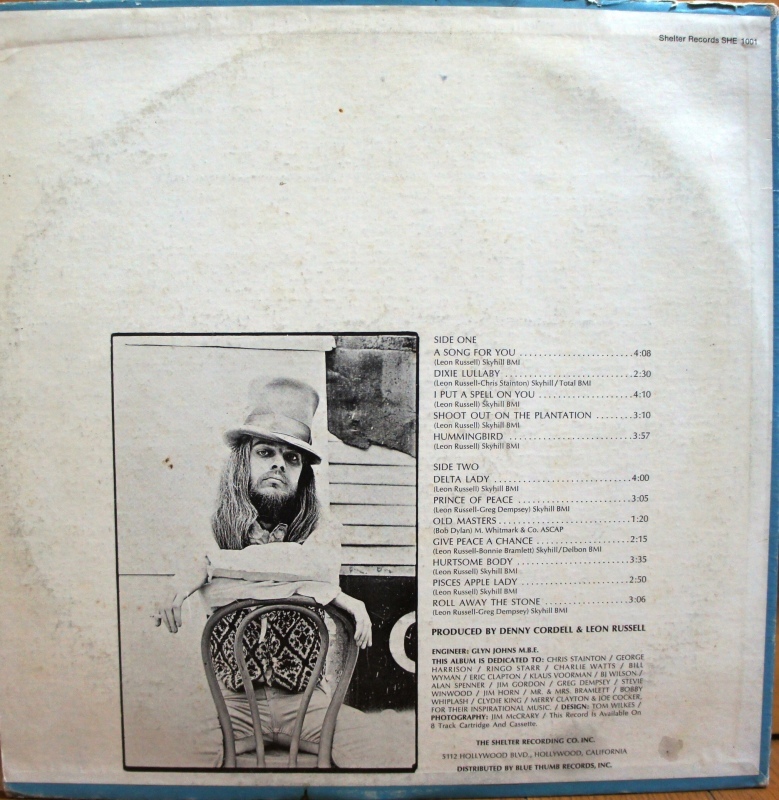 Shelter Records SHE 1001
SIDE ONE
A SONG FOR YOU ........................4:08
(Leon Russell) Skyhill BMI
DIXIE LULLABY ...........................2:30
(Leon Russell-Chris Stainton) Skyhill/Total BMI
I PUT A SPELL ON YOU ...................4:10
(Leon Russell) Skyhill BMI
SHOOT OUT ON THE PLANTATION ........3:10
(Leon Russell) Skyhill BMI
HUMMINGBIRD ..........................3:57
(Leon Russell) Skyhill BMI
SIDE TWO
DELTA LADY ..............................4:00
(Leon Russell) Skyhill BMI
PRINCE OF PEACE ........................3:05
(Leon Russell-Greg Dempsey) Skyhill BMI
OLD MASTERS ............................1:20
(Bob Dylan) M. Whitmark & Co. ASCAP
GIVE PEACE A CHANCE ...................2:15
(Leon Russell-Bonnie Bramlett) Skyhill/Delbon BMI
HURTSOME BODY ........................3:35
(Leon Russell) Skyhill BMI
PISCES APPLE LADY .......................2:50
(Leon Russell) Skyhill BMI
ROLL AWAY THE STONE ..................3:06
(Leon Russell-Greg Dempsey) Skyhill BMI
PRODUCED BY DENNY CORDELL & LEON RUSSELL
ENGINEER: GLYN JOHNS M.B.E.
THIS ALBUM IS DEDICATED TO: CHRIS STAINTON / GEORGE
HARRISON / RINGO STARR / CHARLIE WATTS / BILL
WYMAN / ERIC CLAPTON / KLAUS VOORMAN / BJ WILSON /
ALAN SPENNER / JIM GORDON / GREG DEMPSEY / STEVIE
WINWOOD / JIM HORN / MR. & MRS. BRAMLETT / BOBBY
WHIPLASH / CLYDIE KING / MERRY CLAYTON & JOE COCKER,
FOR THEIR INSPIRATIONAL MUSIC. / DESIGN: TOM WILKES /
PHOTOGRAPHY: JIM McCRARY / This Record Is Available On
8 Track Cartridge And Cassette.
THE SHELTER RECORDING CO. INC.
5112 HOLLYWOOD BLVD., HOLLYWOOD, CALIFORNIA
DISTRIBUTED BY BLUE THUMB RECORDS, INC.